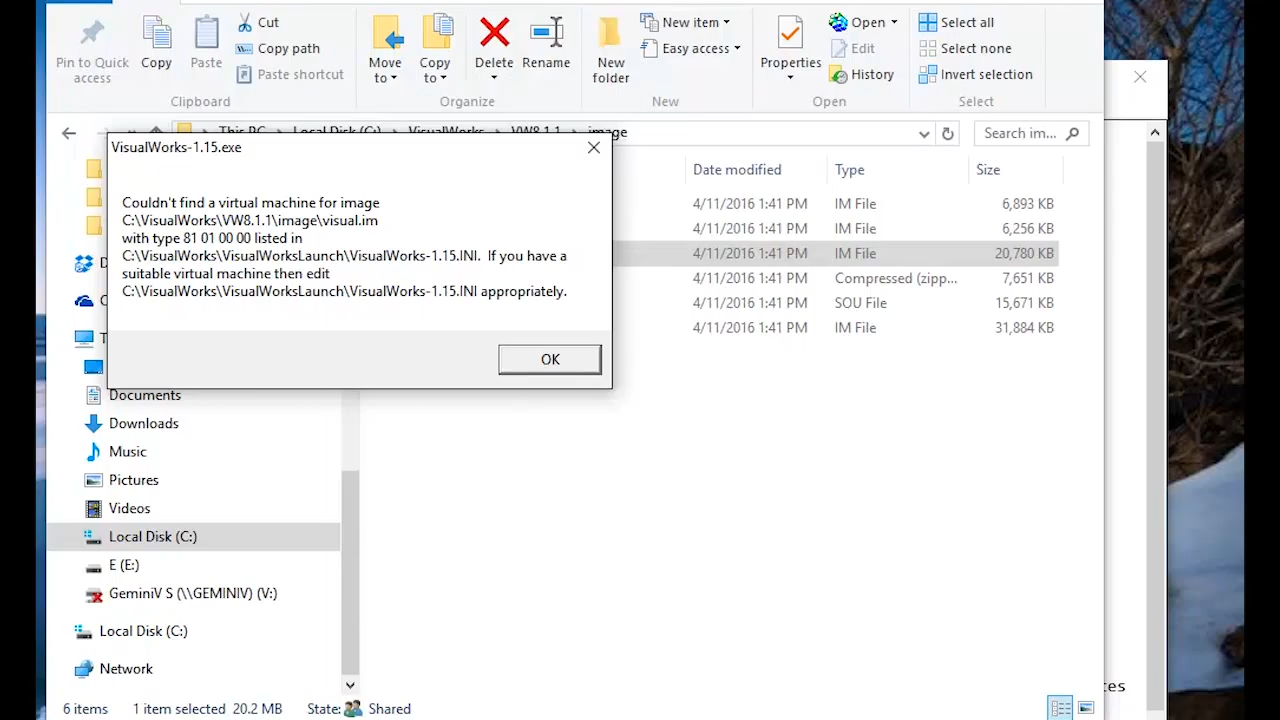 Cut
Copy path
Paste shortcut
Pin to Quick
access
Copy
Paste
Clipboard
Move
to
Copy
to
Delete
Rename
Organize
New item
Easy access
New
folder
New
Properties
Open
Edit
History
Open
Select all
Select none
Invert selection
Select
This PC
Local Disk (C:)
VisualWorks
VW8.1.1
image
Search im...
VisualWorks-1.15.exe
Couldn't find a virtual machine for image
C:\VisualWorks\VW8.1.1\image\visual.im
with type 81 01 00 00 listed in
C:\VisualWorks\VisualWorksLaunch\VisualWorks-1.15.INI.  If you have a
suitable virtual machine then edit
C:\VisualWorks\VisualWorksLaunch\VisualWorks-1.15.INI appropriately.
OK
Date modified Type Size
4/11/2016 1:41 PM IM File 6,893 KB
4/11/2016 1:41 PM IM File 6,256 KB
4/11/2016 1:41 PM IM File 20,780 KB
4/11/2016 1:41 PM Compressed (zipp... 7,651 KB
4/11/2016 1:41 PM SOU File 15,671 KB
4/11/2016 1:41 PM IM File 31,884 KB
Documents
Downloads
Music
Pictures
Videos
Local Disk (C:)
E (E:)
GeminiV S (\\GEMINIV) (V:)
Local Disk (C:)
Network
6 items 1 item selected 20.2 MB State: Shared